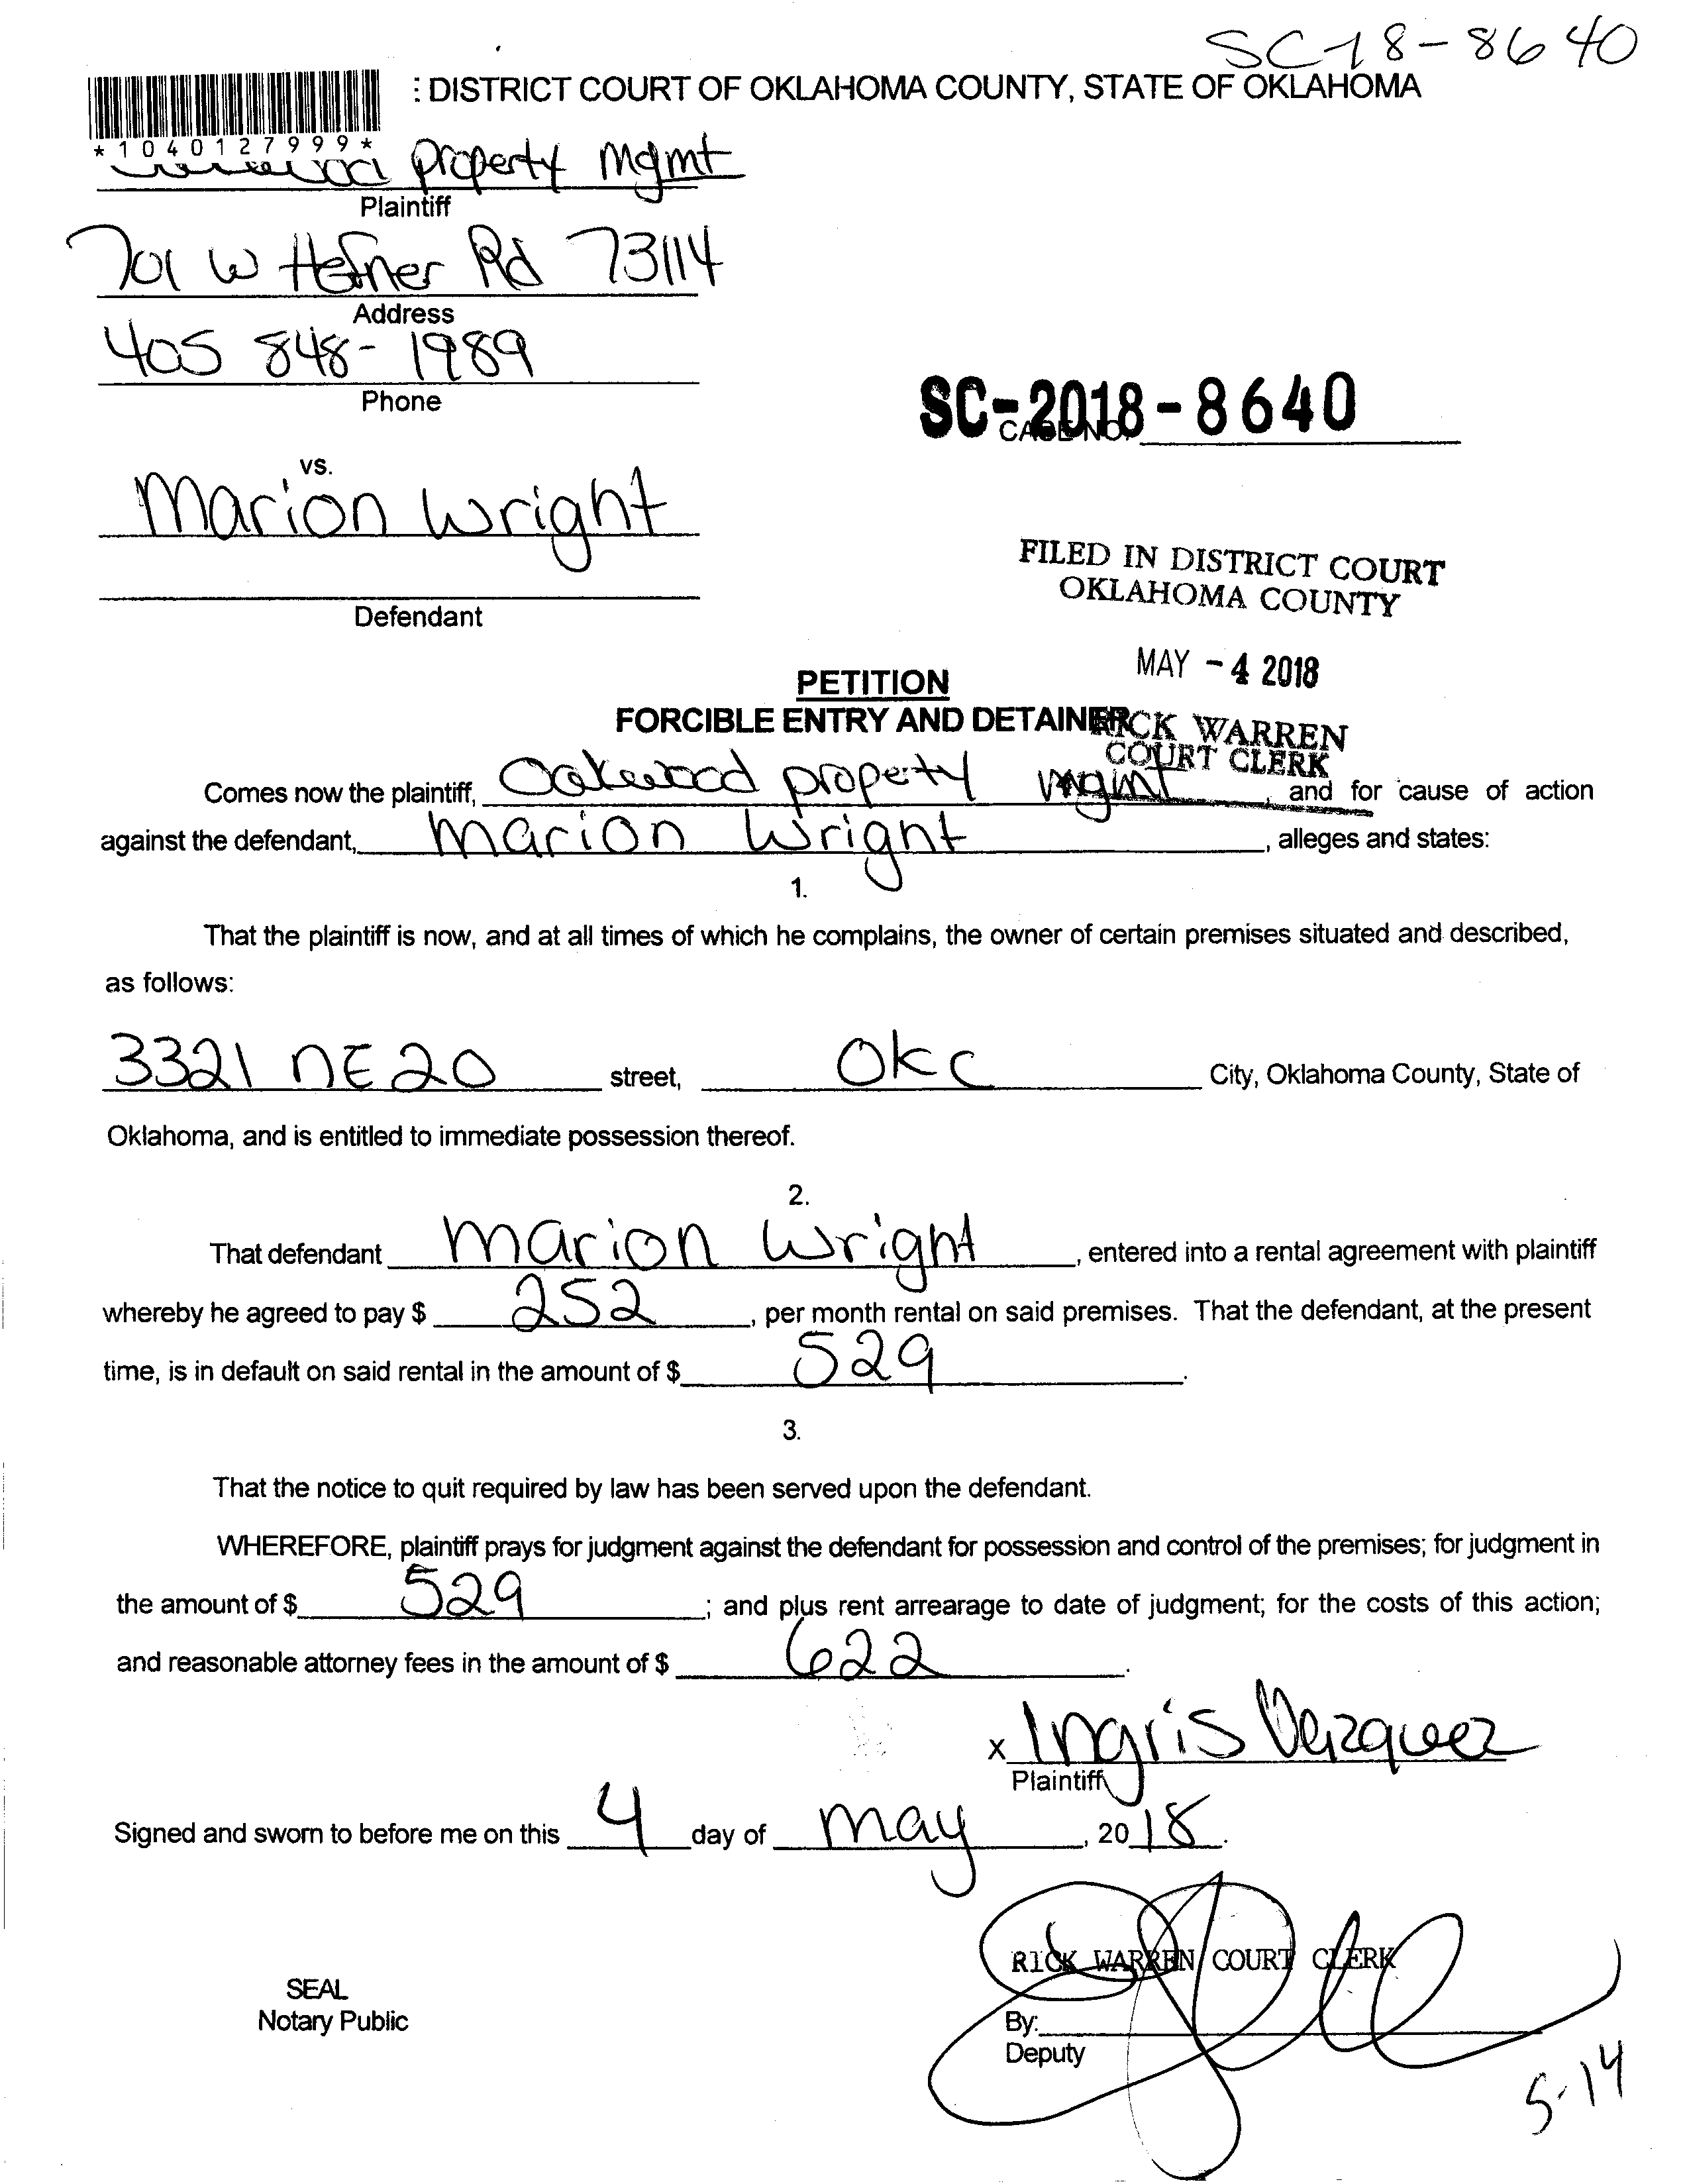 SC-18-8640
: DISTRICT COURT OF OKLAHOMA COUNTY, STATE OF OKLAHOMA
*1040127999*
property Mgmt
Plaintiff
701 W Hefner Rd 73114
Address
405 848-1989
Phone
SC-2018-8640
CASE NO.
vs.
Marion Wright
Defendant
FILED IN DISTRICT COURT
OKLAHOMA COUNTY
MAY -4 2018
RICK WARREN
COURT CLERK
PETITION
FORCIBLE ENTRY AND DETAINER
Comes now the plaintiff, Oakwood property mgmt, and for cause of action
against the defendant, Marion Wright, alleges and states:
1.
That the plaintiff is now, and at all times of which he complains, the owner of certain premises situated and described,
as follows:
3321 NE 20 street, OKC City, Oklahoma County, State of
Oklahoma, and is entitled to immediate possession thereof.
2.
That defendant Marion Wright, entered into a rental agreement with plaintiff
whereby he agreed to pay $ 252, per month rental on said premises. That the defendant, at the present
time, is in default on said rental in the amount of $ 529.
3.
That the notice to quit required by law has been served upon the defendant.
WHEREFORE, plaintiff prays for judgment against the defendant for possession and control of the premises; for judgment in
the amount of $ 529; and plus rent arrearage to date of judgment; for the costs of this action;
and reasonable attorney fees in the amount of $ 622.
x Ingris Vazquez
Plaintiff
Signed and sworn to before me on this 4 day of may, 2018.
RICK WARREN COURT CLERK
SEAL
Notary Public
By:
Deputy
5-14